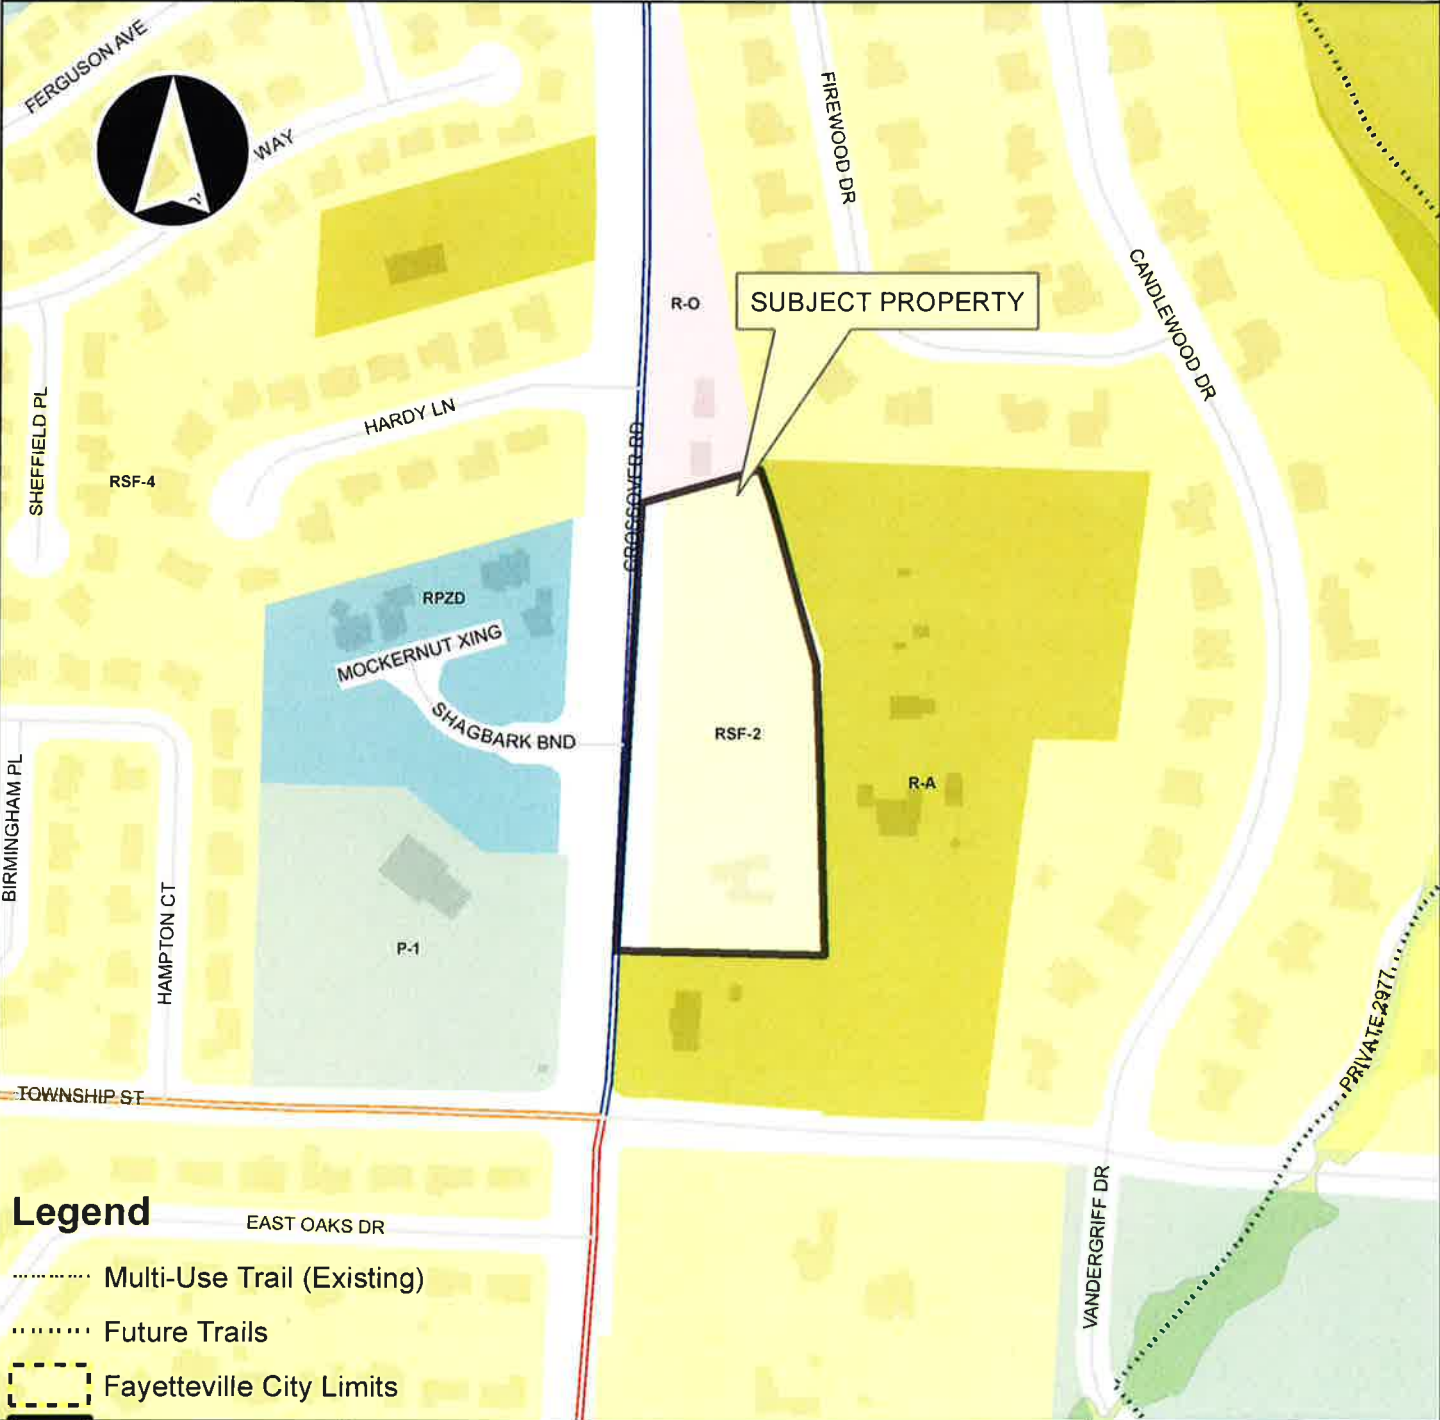 FERGUSON AVE
WAY
FIREWOOD DR
R-O
SUBJECT PROPERTY
CANDLEWOOD DR
SHEFFIELD PL
HARDY LN
RSF-4
CROSSOVER RD
RPZD
MOCKERNUT XING
SHAGBARK BND
RSF-2
R-A
BIRMINGHAM PL
HAMPTON CT
P-1
PRIVATE 2977
TOWNSHIP ST
VANDERGRIFF DR
Legend
EAST OAKS DR
Multi-Use Trail (Existing)
Future Trails
Fayetteville City Limits